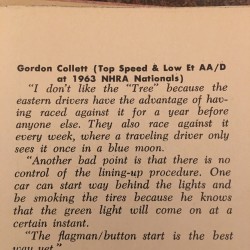 Gordon Collett (Top Speed & Low Et AA/D
at 1963 NHRA Nationals)
"I don't like the "Tree" because the
eastern drivers have the advantage of hav-
ing raced against it for a year before
anyone else. They also race against it
every week, where a traveling driver only
sees it once in a blue moon.
"Another bad point is that there is no
control of the lining-up procedure. One
car can start way behind the lights and
be smoking the tires because he knows
that the green light will come on at a
certain instant.
"The flagman/button start is the best
way yet."